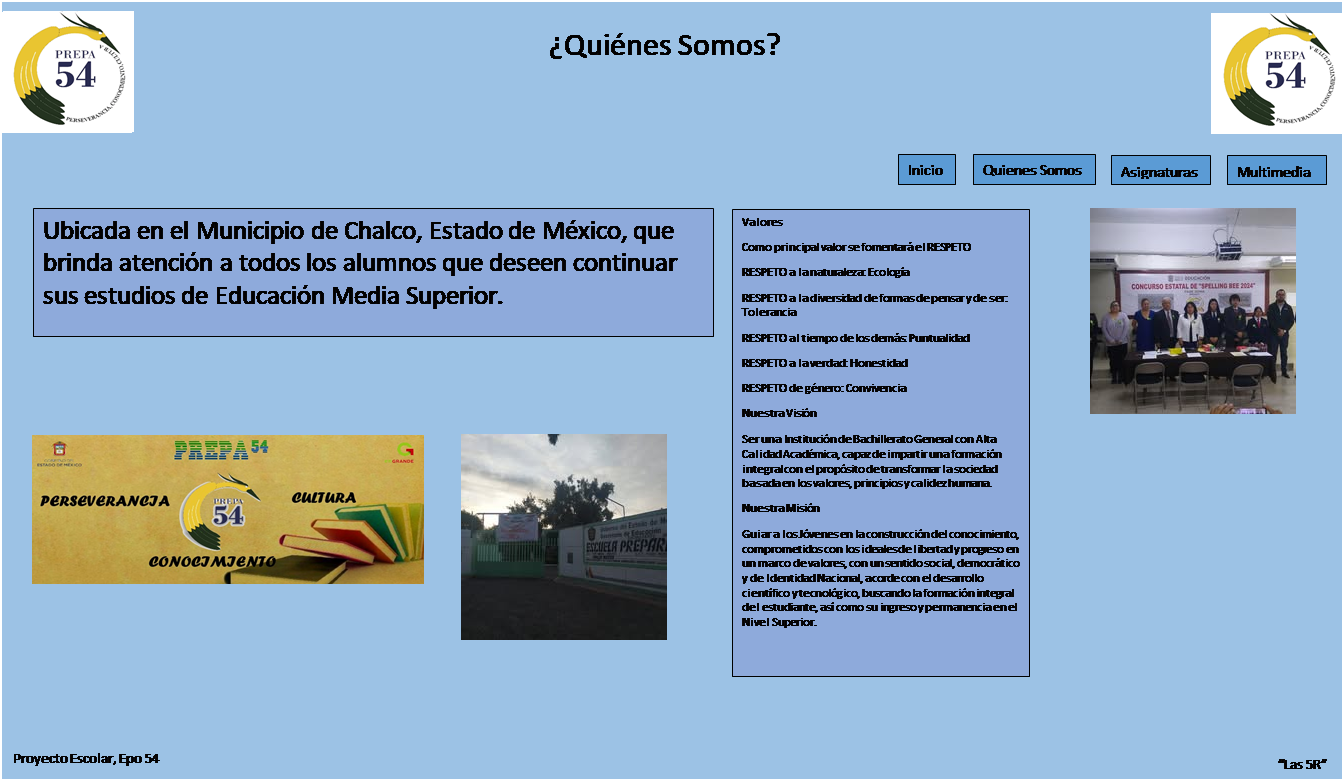 PREPA
54
PERSEVERANCIA, CONOCIMIENTO, CULTURA
¿Quiénes Somos?
PREPA
54
PERSEVERANCIA, CONOCIMIENTO, CULTURA
Inicio
Quienes Somos
Asignaturas
Multimedia
Ubicada en el Municipio de Chalco, Estado de México, que
brinda atención a todos los alumnos que deseen continuar
sus estudios de Educación Media Superior.
Valores
Como principal valor se fomentará el RESPETO
RESPETO a la naturaleza: Ecología
RESPETO a la diversidad de formas de pensar y de ser:
Tolerancia
RESPETO al tiempo de los demás: Puntualidad
RESPETO a la verdad: Honestidad
RESPETO de género: Convivencia
Nuestra Visión
Ser una Institución de Bachillerato General con Alta
Calidad Académica, capaz de impartir una formación
integral con el propósito de transformar la sociedad
basada en los valores, principios y calidez humana.
Nuestra Misión
Guiar a los Jóvenes en la construcción del conocimiento,
comprometidos con los ideales de libertad y progreso en
un marco de valores, con un sentido social, democrático
y de Identidad Nacional, acorde con el desarrollo
científico y tecnológico, buscando la formación integral
del estudiante, así como su ingreso y permanencia en el
Nivel Superior.
EDUCACIÓN
CONCURSO ESTATAL DE "SPELLING BEE 2024"
ESTADO DE MÉXICO
PREPA 54
GRANDE
PERSEVERANCIA
CULTURA
PREPA
54
CONOCIMIENTO
ESCUELA PREPAR
Proyecto Escolar, Epo 54
“Las 5R”